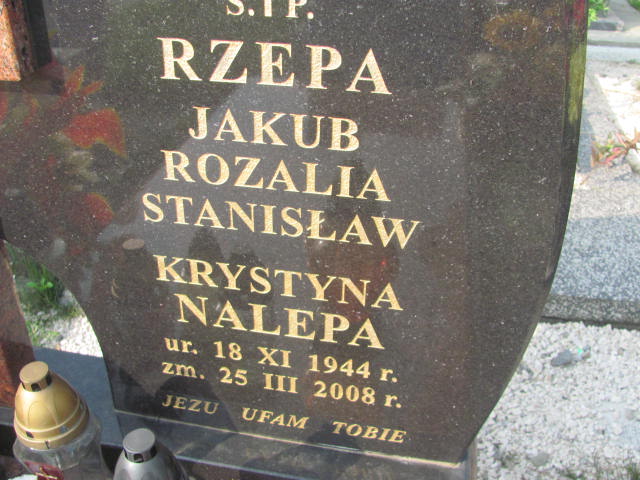 Ś. i P.
RZEPA
JAKUB
ROZALIA
STANISŁAW
KRYSTYNA
NALEPA
ur. 18 XI 1944 r.
zm. 25 III 2008 r.
JEZU UFAM TOBIE